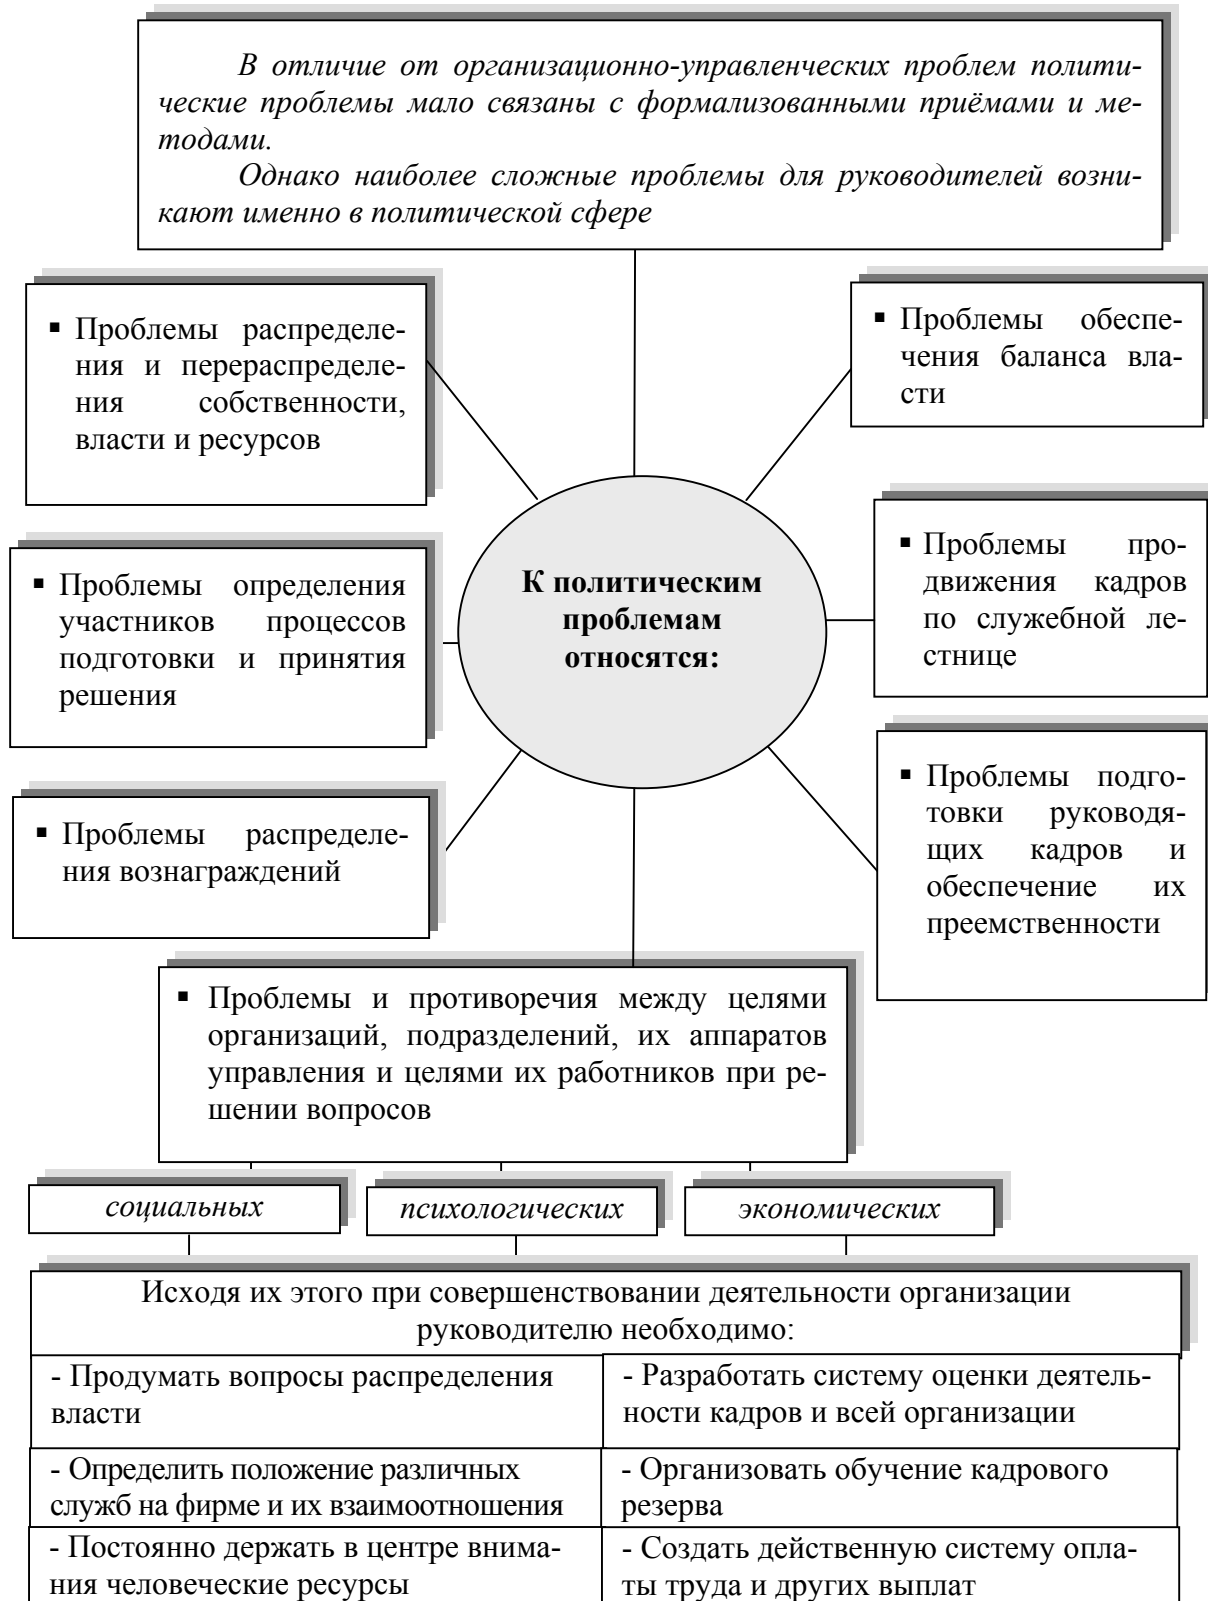 В отличие от организационно-управленческих проблем полити-
ческие проблемы мало связаны с формализованными приёмами и ме-
тодами.
Однако наиболее сложные проблемы для руководителей возни-
кают именно в политической сфере
▪ Проблемы распределе-
ния и перераспределе-
ния собственности,
власти и ресурсов
▪ Проблемы обеспе-
чения баланса вла-
сти
▪ Проблемы определения
участников процессов
подготовки и принятия
решения
К политическим
проблемам
относятся:
▪ Проблемы про-
движения кадров
по служебной ле-
стнице
▪ Проблемы распределе-
ния вознаграждений
▪ Проблемы подго-
товки руководя-
щих кадров и
обеспечение их
преемственности
▪ Проблемы и противоречия между целями
организаций, подразделений, их аппаратов
управления и целями их работников при ре-
шении вопросов
социальных
психологических
экономических
Исходя их этого при совершенствовании деятельности организации
руководителю необходимо:
- Продумать вопросы распределения
власти
- Разработать систему оценки деятель-
ности кадров и всей организации
- Определить положение различных
служб на фирме и их взаимоотношения
- Организовать обучение кадрового
резерва
- Постоянно держать в центре внима-
ния человеческие ресурсы
- Создать действенную систему опла-
ты труда и других выплат